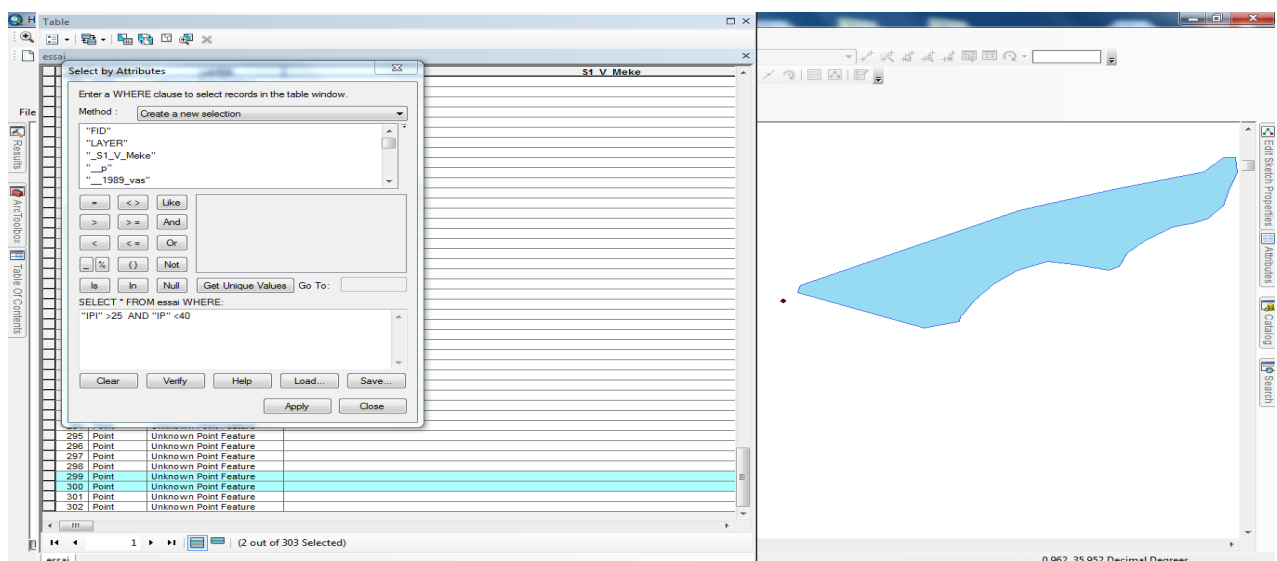 H Table
essai
Select by Attributes
S1_V_Meke
Enter a WHERE clause to select records in the table window.
Method : Create a new selection
File
"FID"
"LAYER"
"_S1_V_Meke"
"__p"
"__1989_vas"
= < > Like
> > = And
< < = Or
_ % () Not
Is In Null Get Unique Values Go To:
SELECT * FROM essai WHERE:
"IPI" >25 AND "IP" <40
Clear Verify Help Load... Save...
Apply Close
295 Point Unknown Point Feature
296 Point Unknown Point Feature
297 Point Unknown Point Feature
298 Point Unknown Point Feature
299 Point Unknown Point Feature
300 Point Unknown Point Feature
301 Point Unknown Point Feature
302 Point Unknown Point Feature
1 (2 out of 303 Selected)
essai
0.962 35.952 Decimal Degrees
Results
ArcToolbox
Table Of Contents
Edit Sketch Properties
Attributes
Catalog
Search